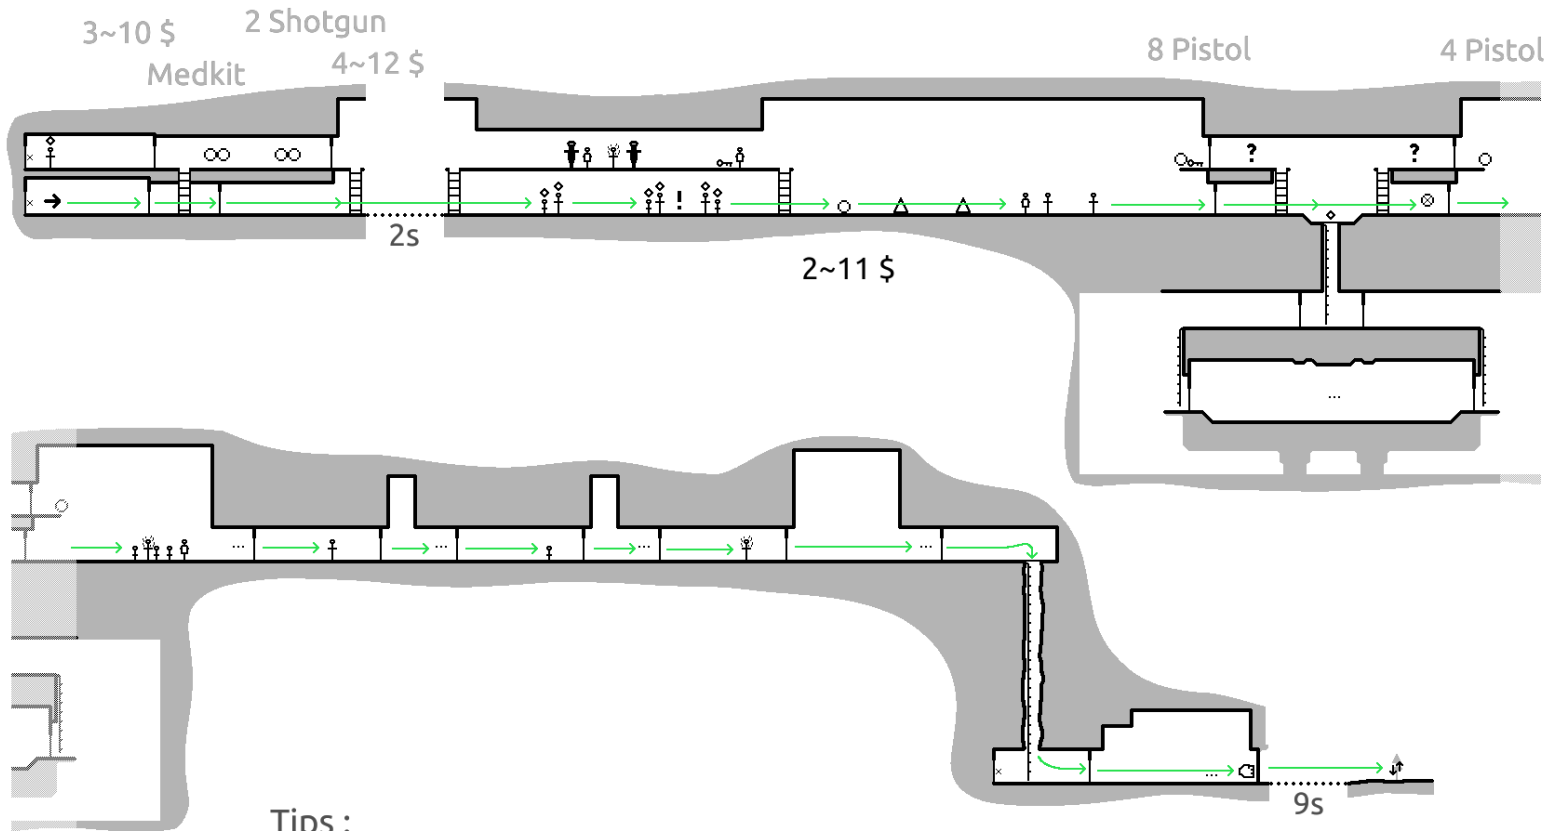 3~10 $
2 Shotgun
Medkit
4~12 $
8 Pistol
4 Pistol
?
?
!
2s
2~11 $
...
...
...
...
...
...
9s
Tips :